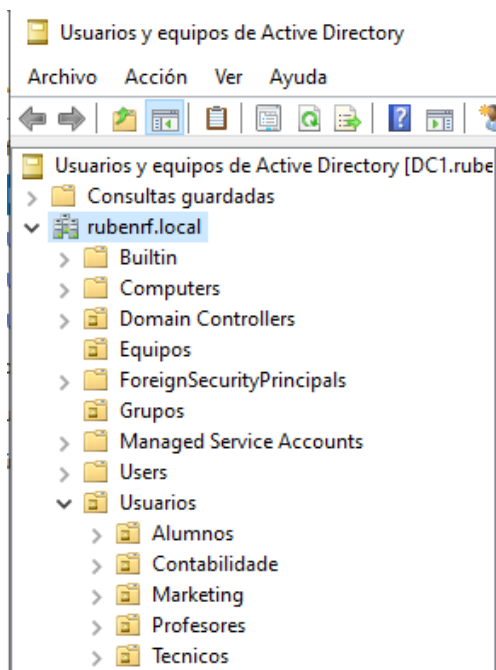 Usuarios y equipos de Active Directory
Archivo Acción Ver Ayuda
Usuarios y equipos de Active Directory [DC1.rube
Consultas guardadas
rubenrf.local
Builtin
Computers
Domain Controllers
Equipos
ForeignSecurityPrincipals
Grupos
Managed Service Accounts
Users
Usuarios
Alumnos
Contabilidade
Marketing
Profesores
Tecnicos